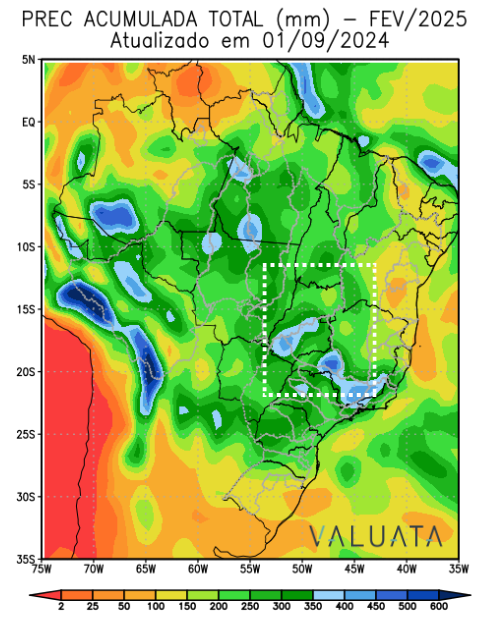 PREC ACUMULADA TOTAL (mm) – FEV/2025
Atualizado em 01/09/2024
5N
EQ
5S
10S
15S
20S
25S
30S
35S
VALUATA
75W 70W 65W 60W 55W 50W 45W 40W 35W
2 25 50 100 150 200 250 300 350 400 450 500 600